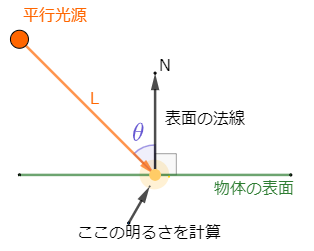 平行光源
N
L
表面の法線
θ
物体の表面
ここの明るさを計算